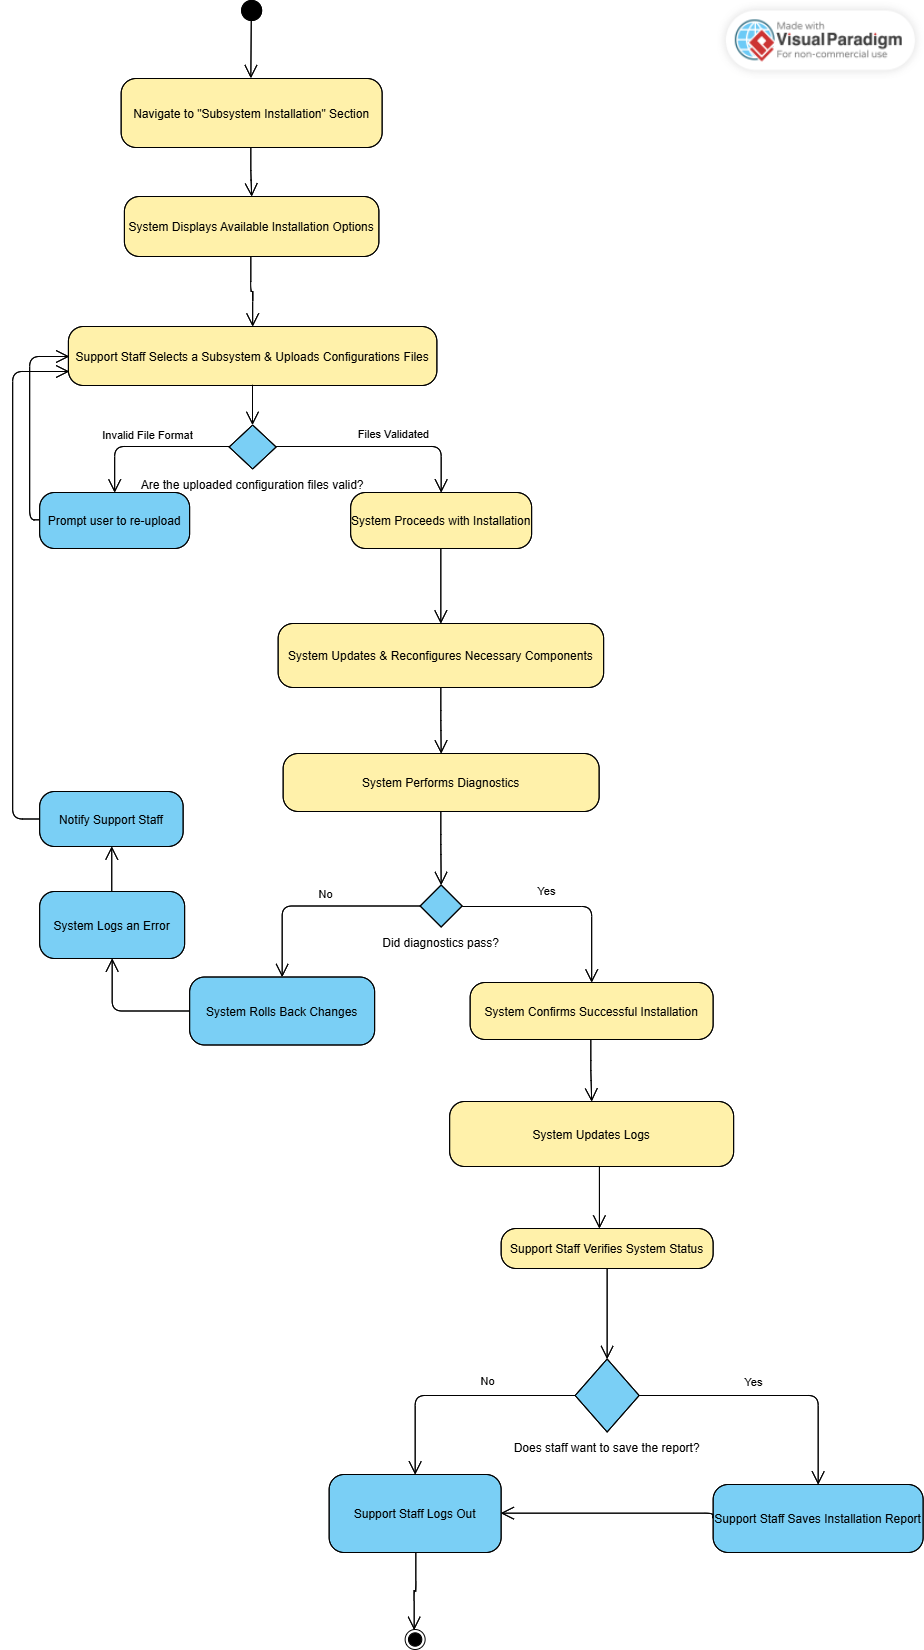 Made with
Visual Paradigm
For non-commercial use
Navigate to "Subsystem Installation" Section
System Displays Available Installation Options
Support Staff Selects a Subsystem & Uploads Configurations Files
Invalid File Format
Files Validated
Are the uploaded configuration files valid?
Prompt user to re-upload
System Proceeds with Installation
System Updates & Reconfigures Necessary Components
System Performs Diagnostics
Notify Support Staff
No
Yes
System Logs an Error
Did diagnostics pass?
System Rolls Back Changes
System Confirms Successful Installation
System Updates Logs
Support Staff Verifies System Status
No
Yes
Does staff want to save the report?
Support Staff Logs Out
Support Staff Saves Installation Report